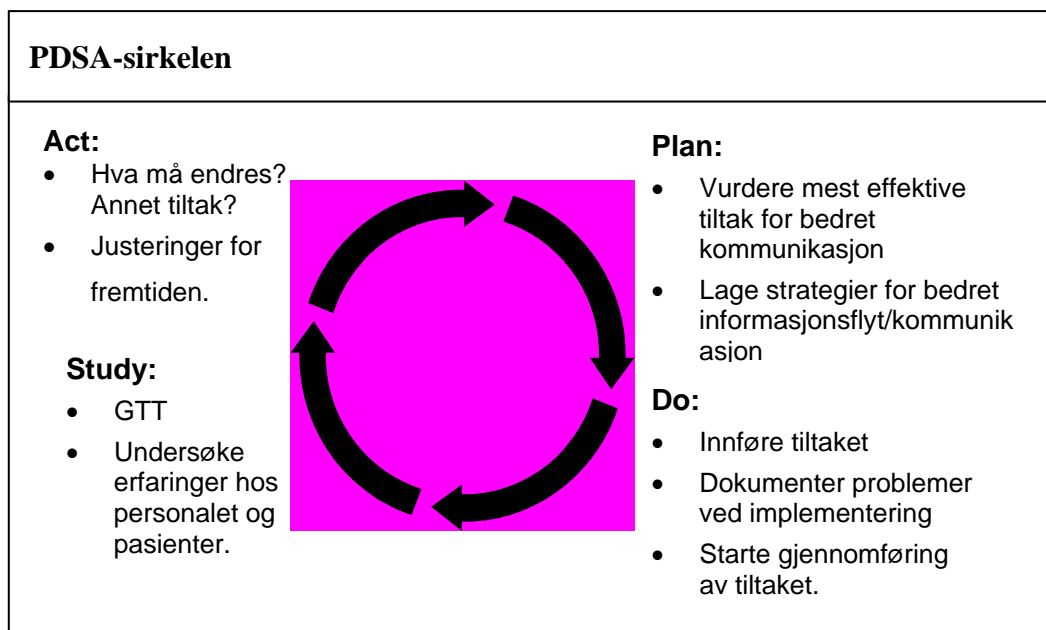 PDSA-sirkelen
Act:
• Hva må endres?
Annet tiltak?
• Justeringer for
fremtiden.
Plan:
• Vurdere mest effektive
tiltak for bedret
kommunikasjon
• Lage strategier for bedret
informasjonsflyt/kommunik
asjon
Study:
• GTT
• Undersøke
erfaringer hos
personalet og
pasienter.
Do:
• Innføre tiltaket
• Dokumenter problemer
ved implementering
• Starte gjennomføring
av tiltaket.